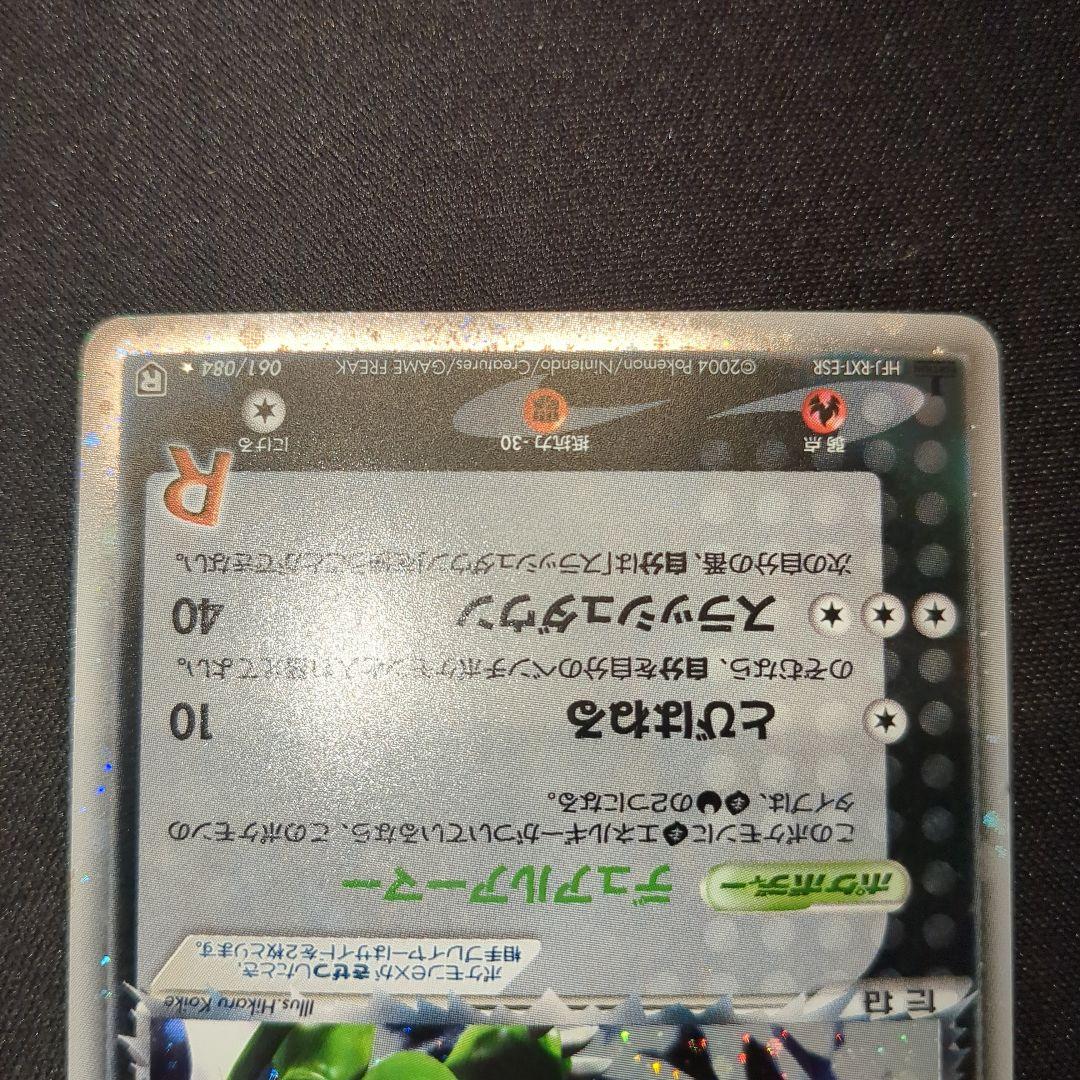 たね
Illus. Hikaru Koike
ポケモンexがきぜつしたとき、
相手プレイヤーはサイドを2枚とります。
ポケボディー デュアルアーマー
このポケモンにエネルギーがついているなら、このポケモンの
タイプは、の2つになる。
とびはねる 10
のぞむなら、自分を自分のベンチポケモンと入れ替えてよい。
スラッシュダウン 40
次の自分の番、自分は「スラッシュダウン」を使うことができない。
R
弱点 抵抗力 -30 にげる
HFJ-RXT-ESR ©2004 Pokémon/Nintendo/Creatures/GAME FREAK 061/084
R